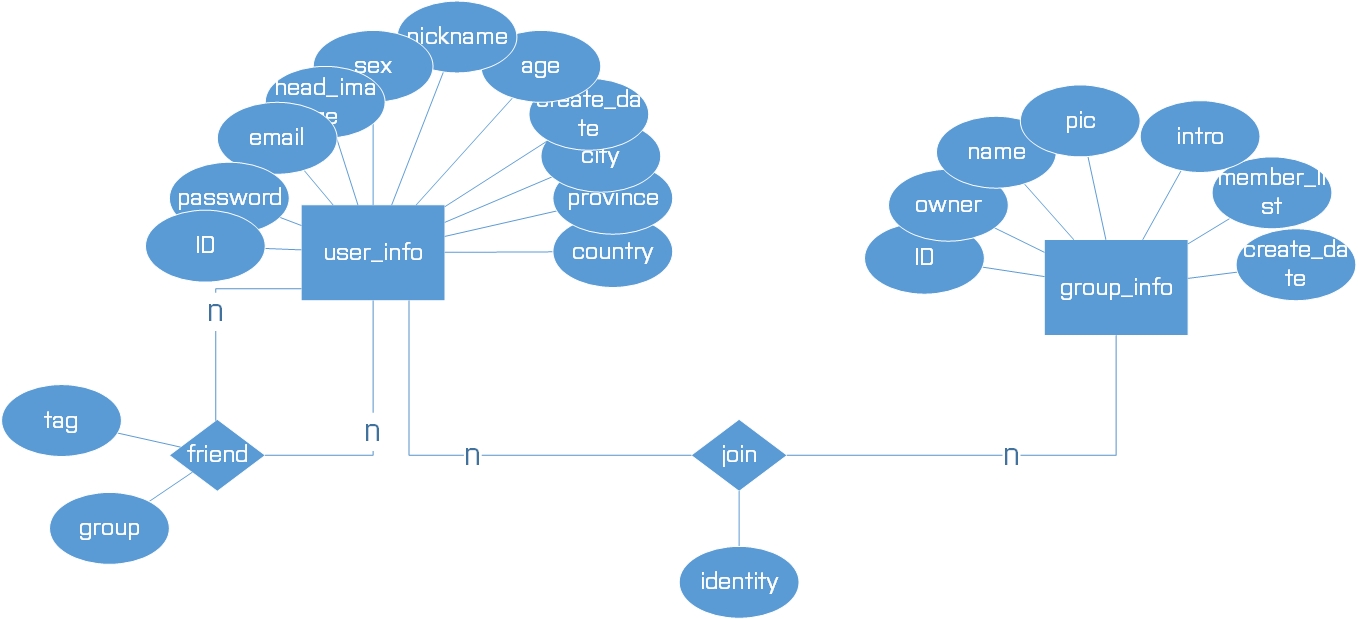 nickname
sex
age
head_ima
ge
create_da
te
email
city
password
province
ID
user_info
country
pic
intro
name
member_li
st
owner
ID
create_da
te
group_info
n
n
tag
friend
n
join
n
group
identity